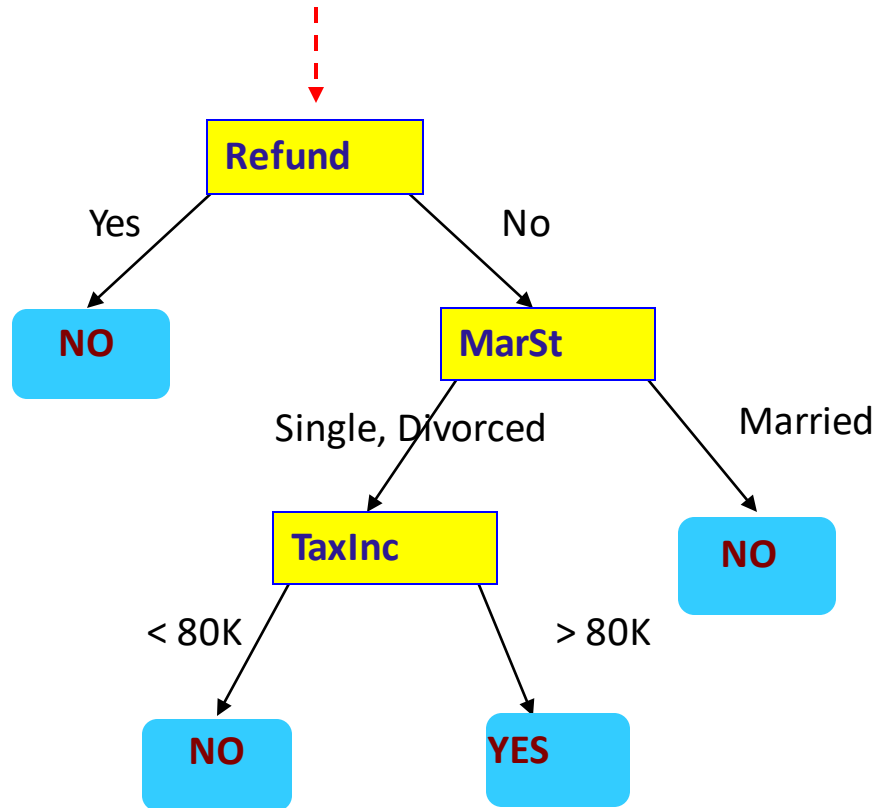 Refund
Yes
No
NO
MarSt
Single, Divorced
Married
TaxInc
NO
< 80K
> 80K
NO
YES